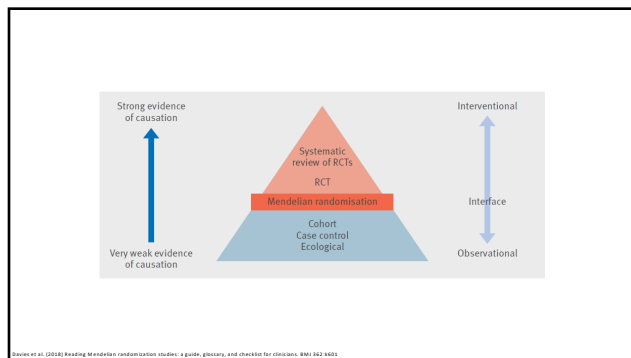 Strong evidence
of causation
Interventional
Systematic
review of RCTs
RCT
Mendelian randomisation
Interface
Cohort
Case control
Ecological
Very weak evidence
of causation
Observational
Davies et al. (2018) Reading Mendelian randomization studies: a guide, glossary, and checklist for clinicians. BMJ 362:k601